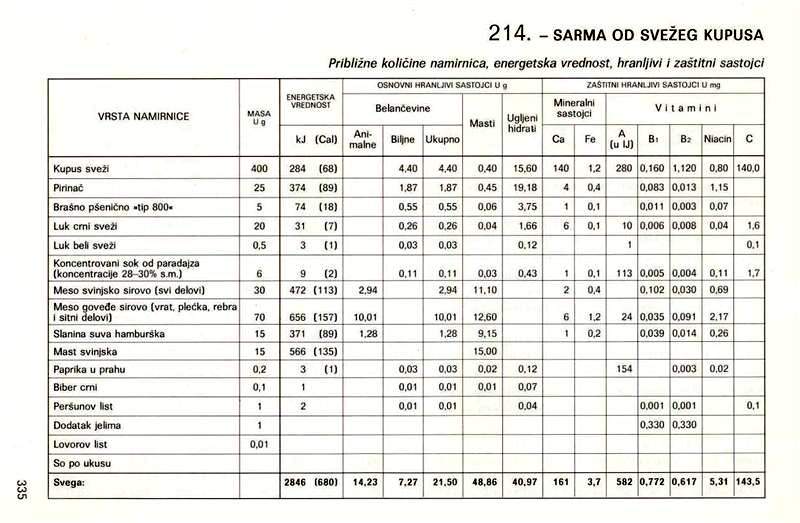 214. – SARMA OD SVEŽEG KUPUSA
Približne količine namirnica, energetska vrednost, hranljivi i zaštitni sastojci
VRSTA NAMIRNICE MASA U g ENERGETSKA VREDNOST OSNOVNI HRANLJIVI SASTOJCI U g ZAŠTITNI HRANLJIVI SASTOJCI U mg
Belančevine Masti Ugljeni hidrati Mineralni sastojci Vitamini
kJ (Cal) Ani-malne Biljne Ukupno Ca Fe A (u IJ) B1 B2 Niacin C
Kupus sveži 400 284 (68) 4,40 4,40 0,40 15,60 140 1,2 280 0,160 1,120 0,80 140,0
Pirinač 25 374 (89) 1,87 1,87 0,45 19,18 4 0,4 0,083 0,013 1,15
Brašno pšenično »tip 800« 5 74 (18) 0,55 0,55 0,06 3,75 1 0,1 0,011 0,003 0,07
Luk crni sveži 20 31 (7) 0,26 0,26 0,04 1,66 6 0,1 10 0,006 0,008 0,04 1,6
Luk beli sveži 0,5 3 (1) 0,03 0,03 0,12 1 0,1
Koncentrovani sok od paradajza
(koncentracije 28–30% s.m.) 6 9 (2) 0,11 0,11 0,03 0,43 1 0,1 113 0,005 0,004 0,11 1,7
Meso svinjsko sirovo (svi delovi) 30 472 (113) 2,94 2,94 11,10 2 0,4 0,102 0,030 0,69
Meso goveđe sirovo (vrat, plećka, rebra
i sitni delovi) 70 656 (157) 10,01 10,01 12,60 6 1,2 24 0,035 0,091 2,17
Slanina suva hamburška 15 371 (89) 1,28 1,28 9,15 1 0,2 0,039 0,014 0,26
Mast svinjska 15 566 (135) 15,00
Paprika u prahu 0,2 3 (1) 0,03 0,03 0,02 0,12 154 0,003 0,02
Biber crni 0,1 1 0,01 0,01 0,01 0,07
Peršunov list 1 2 0,01 0,01 0,04 0,001 0,001 0,1
Dodatak jelima 1 0,330 0,330
Lovorov list 0,01
So po ukusu
Svega: 2846 (680) 14,23 7,27 21,50 48,86 40,97 161 3,7 582 0,772 0,617 5,31 143,5
335